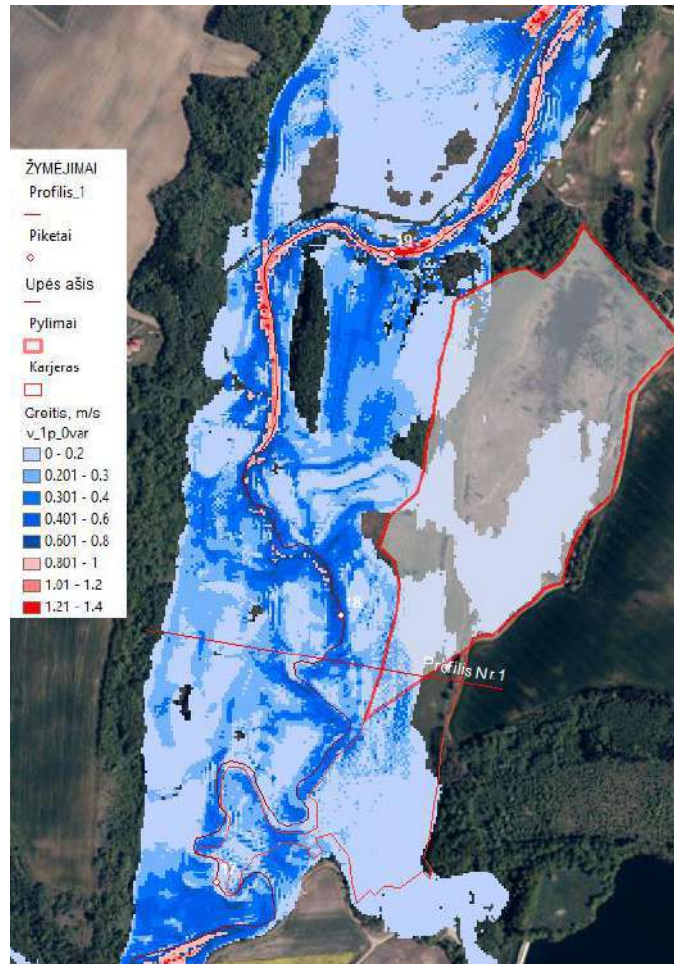 ŽYMĖJIMAI
Profilis_1
Piketai
Upės ašis
Pylimai
Karjeras
Greitis, m/s
v_1p_0var
0 - 0.2
0.201 - 0.3
0.301 - 0.4
0.401 - 0.6
0.601 - 0.8
0.801 - 1
1.01 - 1.2
1.21 - 1.4
Profilis Nr.1